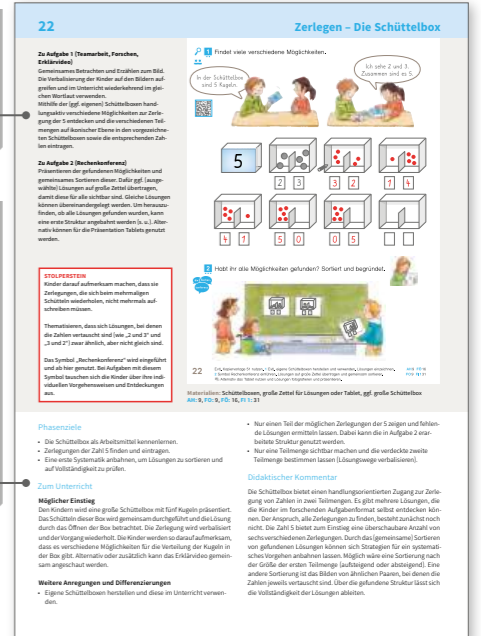 22
Zerlegen – Die Schüttelbox
Zu Aufgabe 1 (Teamarbeit, Forschen,
Erklärvideo)
Gemeinsames Betrachten und Erzählen zum Bild.
Die Verbalisierung der Kinder auf den Bildern auf-
greifen und im Unterricht wiederkehrend im glei-
chen Wortlaut verwenden.
Mithilfe der (ggf. eigenen) Schüttelboxen hand-
lungsaktiv verschiedene Möglichkeiten zur Zerle-
gung der 5 entdecken und die verschiedenen Teil-
mengen auf ikonischer Ebene in den vorgezeichne-
ten Schüttelboxen sowie die entsprechenden Zah-
len eintragen.
Zu Aufgabe 2 (Rechenkonferenz)
Präsentieren der gefundenen Möglichkeiten und
gemeinsames Sortieren dieser. Dafür ggf. (ausge-
wählte) Lösungen auf große Zettel übertragen,
damit diese für alle sichtbar sind. Gleiche Lösungen
können übereinandergelegt werden. Um herauszu-
finden, ob alle Lösungen gefunden wurden, kann
eine erste Struktur angebahnt werden (s. u.). Alter-
nativ können für die Präsentation Tablets genutzt
werden.
STOLPERSTEIN
Kinder darauf aufmerksam machen, dass sie
Zerlegungen, die sich beim mehrmaligen
Schütteln wiederholen, nicht mehrmals auf-
schreiben müssen.
Thematisieren, dass sich Lösungen, bei denen
die Zahlen vertauscht sind (wie „2 und 3“ und
„3 und 2“) zwar ähnlich, aber nicht gleich sind.
Das Symbol „Rechenkonferenz“ wird eingeführt
und ab hier genutzt. Bei Aufgaben mit diesem
Symbol tauschen sich die Kinder über ihre indi-
viduellen Vorgehensweisen und Entdeckungen
aus.
1 Findet viele verschiedene Möglichkeiten.
In der Schüttelbox
sind 5 Kugeln.
Ich sehe 2 und 3.
Zusammen sind es 5.
5
2 3
3 2
1 4
4 1
5 0
0 5
2 Habt ihr alle Möglichkeiten gefunden? Sortiert und begründet.
22
Materialien: Schüttelboxen, große Zettel für Lösungen oder Tablet, ggf. große Schüttelbox
AH: 9, FO: 9, FÖ: 16, FI 1: 31
Phasenziele
• Die Schüttelbox als Arbeitsmittel kennenlernen.
• Zerlegungen der Zahl 5 finden und eintragen.
• Eine erste Systematik anbahnen, um Lösungen zu sortieren und
auf Vollständigkeit zu prüfen.
Zum Unterricht
Möglicher Einstieg
Den Kindern wird eine große Schüttelbox mit fünf Kugeln präsentiert.
Das Schütteln dieser Box wird gemeinsam durchgeführt und die Lösung
durch das Öffnen der Box betrachtet. Die Zerlegung wird verbalisiert
und der Vorgang wiederholt. Die Kinder werden so darauf aufmerksam,
dass es verschiedene Möglichkeiten für die Verteilung der Kugeln in
der Box gibt. Alternativ oder zusätzlich kann das Erklärvideo gemein-
sam angeschaut werden.
Weitere Anregungen und Differenzierungen
• Eigene Schüttelboxen herstellen und diese im Unterricht verwen-
den.
• Nur einen Teil der möglichen Zerlegungen der 5 zeigen und fehlen-
de Lösungen ermitteln lassen. Dabei kann die in Aufgabe 2 erar-
beitete Struktur genutzt werden.
• Nur eine Teilmenge sichtbar machen und die verdeckte zweite
Teilmenge bestimmen lassen (Lösungswege verbalisieren).
Didaktischer Kommentar
Die Schüttelbox bietet einen handlungsorientierten Zugang zur Zerle-
gung von Zahlen in zwei Teilmengen. Es gibt mehrere Lösungen, die
die Kinder im forschenden Aufgabenformat selbst entdecken kön-
nen. Der Anspruch, alle Zerlegungen zu finden, besteht zunächst noch
nicht. Die Zahl 5 bietet zum Einstieg eine überschaubare Anzahl von
sechs verschiedenen Zerlegungen. Durch das (gemeinsame) Sortieren
von gefundenen Lösungen können sich Strategien für ein systemati-
sches Vorgehen anbahnen lassen. Möglich wäre eine Sortierung nach
der Größe der ersten Teilmenge (aufsteigend oder absteigend). Eine
andere Sortierung ist das Bilden von ähnlichen Paaren, bei denen die
Zahlen jeweils vertauscht sind. Über die gefundene Struktur lässt sich
die Vollständigkeit der Lösungen ableiten.